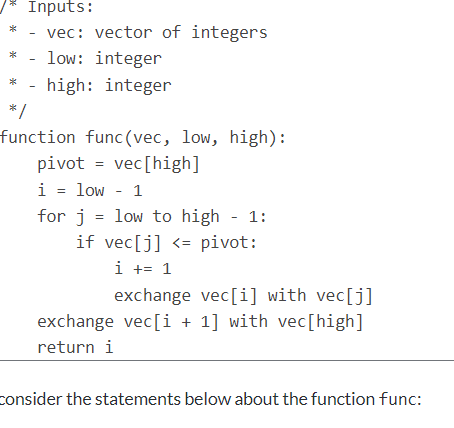 /* Inputs:
 * - vec: vector of integers
 * - low: integer
 * - high: integer
 */
function func(vec, low, high):
    pivot = vec[high]
    i = low - 1
    for j = low to high - 1:
        if vec[j] <= pivot:
            i += 1
            exchange vec[i] with vec[j]
    exchange vec[i + 1] with vec[high]
    return i
consider the statements below about the function func: